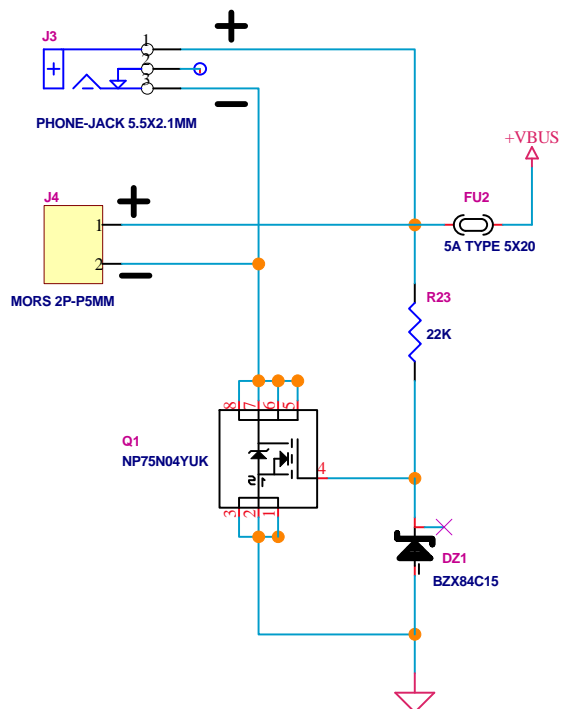 J3
1
2
3
PHONE-JACK 5.5X2.1MM
+VBUS
J4
1
2
MORS 2P-P5MM
FU2
5A TYPE 5X20
R23
22K
8
7
6
5
Q1
NP75N04YUK
4
3
2
1
DZ1
BZX84C15